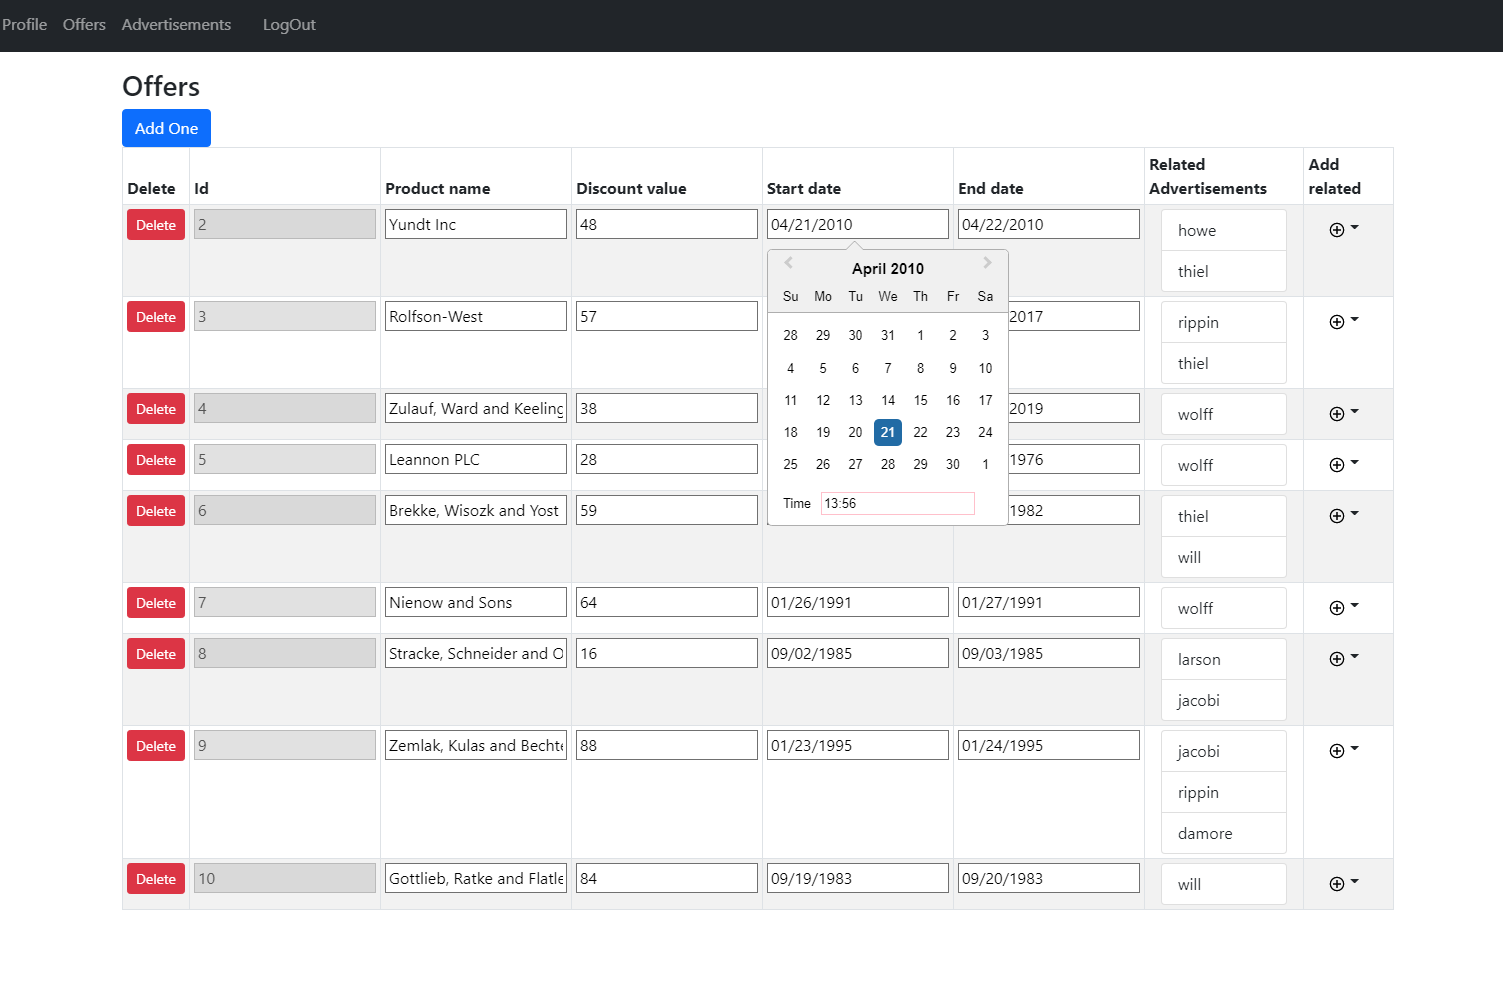 Profile Offers Advertisements LogOut
Offers
Add One
Delete Id Product name Discount value Start date End date Related Advertisements Add related
Delete 2 Yundt Inc 48 04/21/2010 04/22/2010 howe
thiel
April 2010
Su Mo Tu We Th Fr Sa
28 29 30 31 1 2 3
4 5 6 7 8 9 10
11 12 13 14 15 16 17
18 19 20 21 22 23 24
25 26 27 28 29 30 1
Time 13:56
Delete 3 Rolfson-West 57 2017 rippin
thiel
Delete 4 Zulauf, Ward and Keeling 38 2019 wolff
Delete 5 Leannon PLC 28 1976 wolff
Delete 6 Brekke, Wisozk and Yost 59 1982 thiel
will
Delete 7 Nienow and Sons 64 01/26/1991 01/27/1991 wolff
Delete 8 Stracke, Schneider and O 16 09/02/1985 09/03/1985 larson
jacobi
Delete 9 Zemlak, Kulas and Bechte 88 01/23/1995 01/24/1995 jacobi
rippin
damore
Delete 10 Gottlieb, Ratke and Flatle 84 09/19/1983 09/20/1983 will